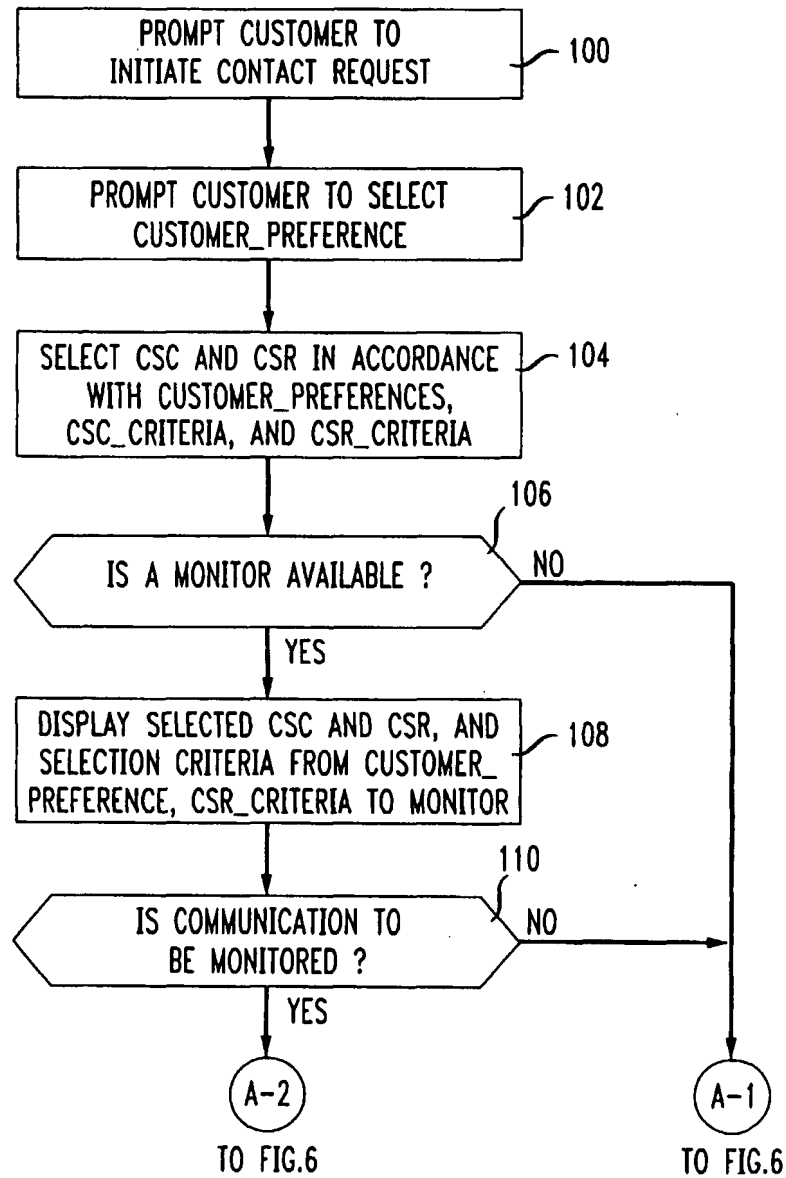 PROMPT CUSTOMER TO
INITIATE CONTACT REQUEST
100
PROMPT CUSTOMER TO SELECT
CUSTOMER_PREFERENCE
102
SELECT CSC AND CSR IN ACCORDANCE
WITH CUSTOMER_PREFERENCES,
CSC_CRITERIA, AND CSR_CRITERIA
104
106
IS A MONITOR AVAILABLE ?
NO
YES
DISPLAY SELECTED CSC AND CSR, AND
SELECTION CRITERIA FROM CUSTOMER_
PREFERENCE, CSR_CRITERIA TO MONITOR
108
110
IS COMMUNICATION TO
BE MONITORED ?
NO
YES
A-2
A-1
TO FIG.6
TO FIG.6